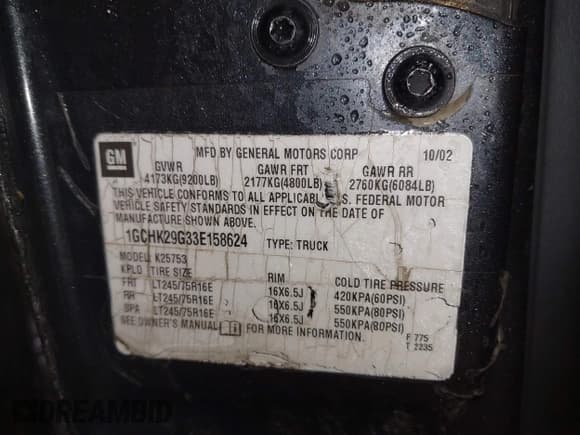 GM
MFD BY GENERAL MOTORS CORP 10/02
GVWR GAWR FRT GAWR RR
4173KG(9200LB) 2177KG(4800LB) 2760KG(6084LB)
THIS VEHICLE CONFORMS TO ALL APPLICABLE U.S. FEDERAL MOTOR
VEHICLE SAFETY STANDARDS IN EFFECT ON THE DATE OF
MANUFACTURE SHOWN ABOVE.
1GCHK29G33E158624 TYPE: TRUCK
MODEL: K25753
KPLD TIRE SIZE RIM COLD TIRE PRESSURE
FRT LT245/75R16E 16X6.5J 420KPA(60PSI)
RR LT245/75R16E 16X6.5J 550KPA(80PSI)
SPA LT245/75R16E 16X6.5J 550KPA(80PSI)
SEE OWNER'S MANUAL FOR MORE INFORMATION.
F 775
T 2235
DREAMBID